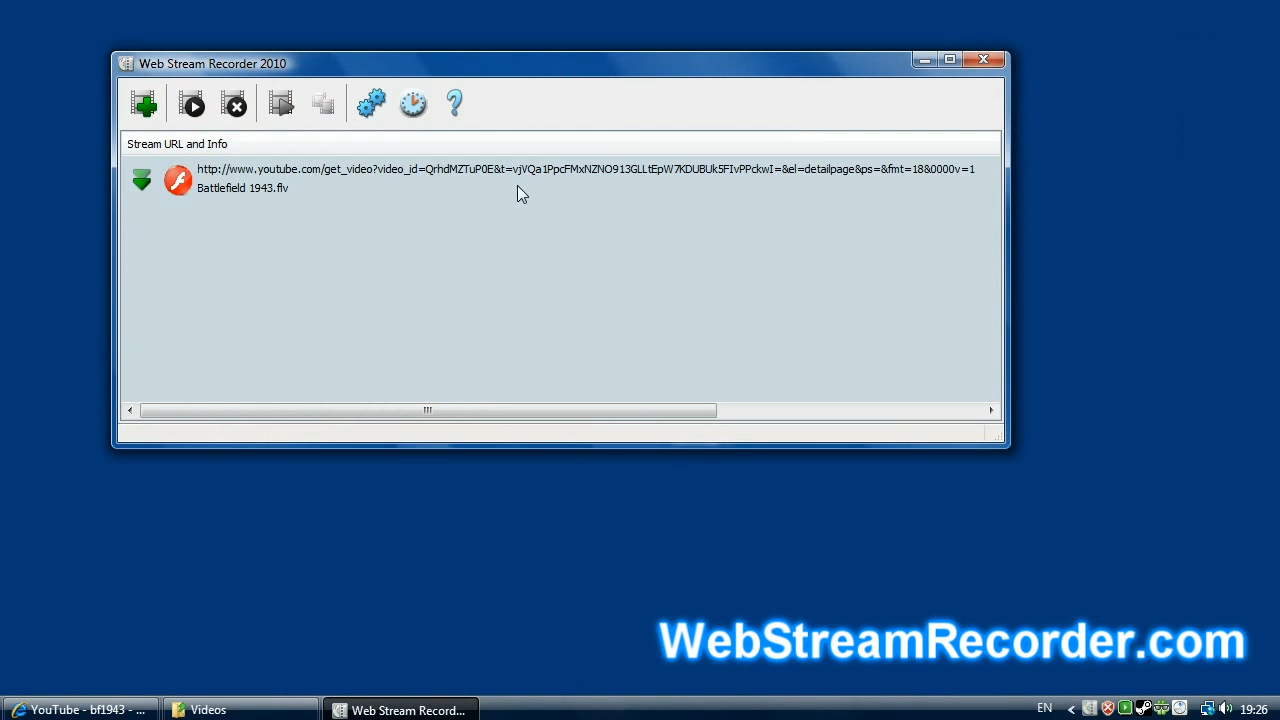 Web Stream Recorder 2010
Stream URL and Info
http://www.youtube.com/get_video?video_id=QrhdMZTuP0E&t=vjVQa1PpcFMxNZNO913GLLtEpW7KDUBUk5FIvPPckwI=&el=detailpage&ps=&fmt=18&0000v=1
Battlefield 1943.flv
WebStreamRecorder.com
YouTube - bf1943 - ...
Videos
Web Stream Record...
EN
19:26